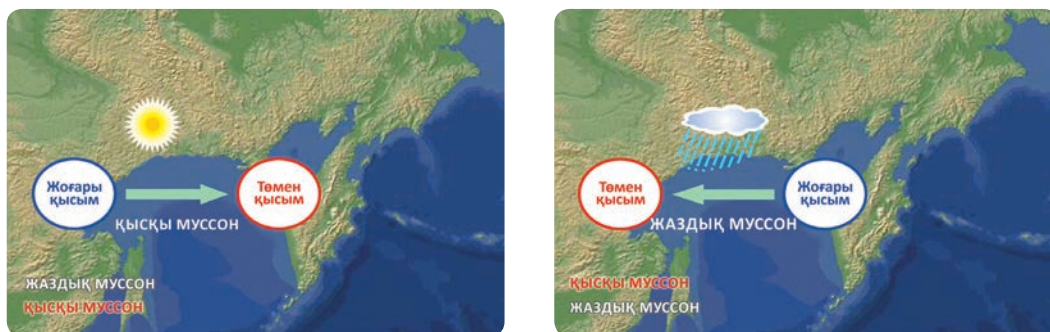 Жоғары
қысым
Төмен
қысым
ҚЫСҚЫ МУССОН
ЖАЗДЫҚ МУССОН
ҚЫСҚЫ МУССОН
Төмен
қысым
Жоғары
қысым
ЖАЗДЫҚ МУССОН
ҚЫСҚЫ МУССОН
ЖАЗДЫҚ МУССОН